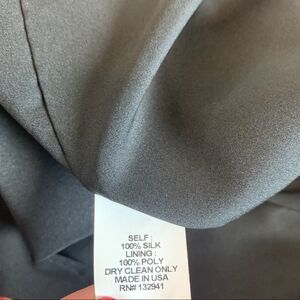 SELF :
100% SILK
LINING :
100% POLY
DRY CLEAN ONLY
MADE IN USA
RN# 132941